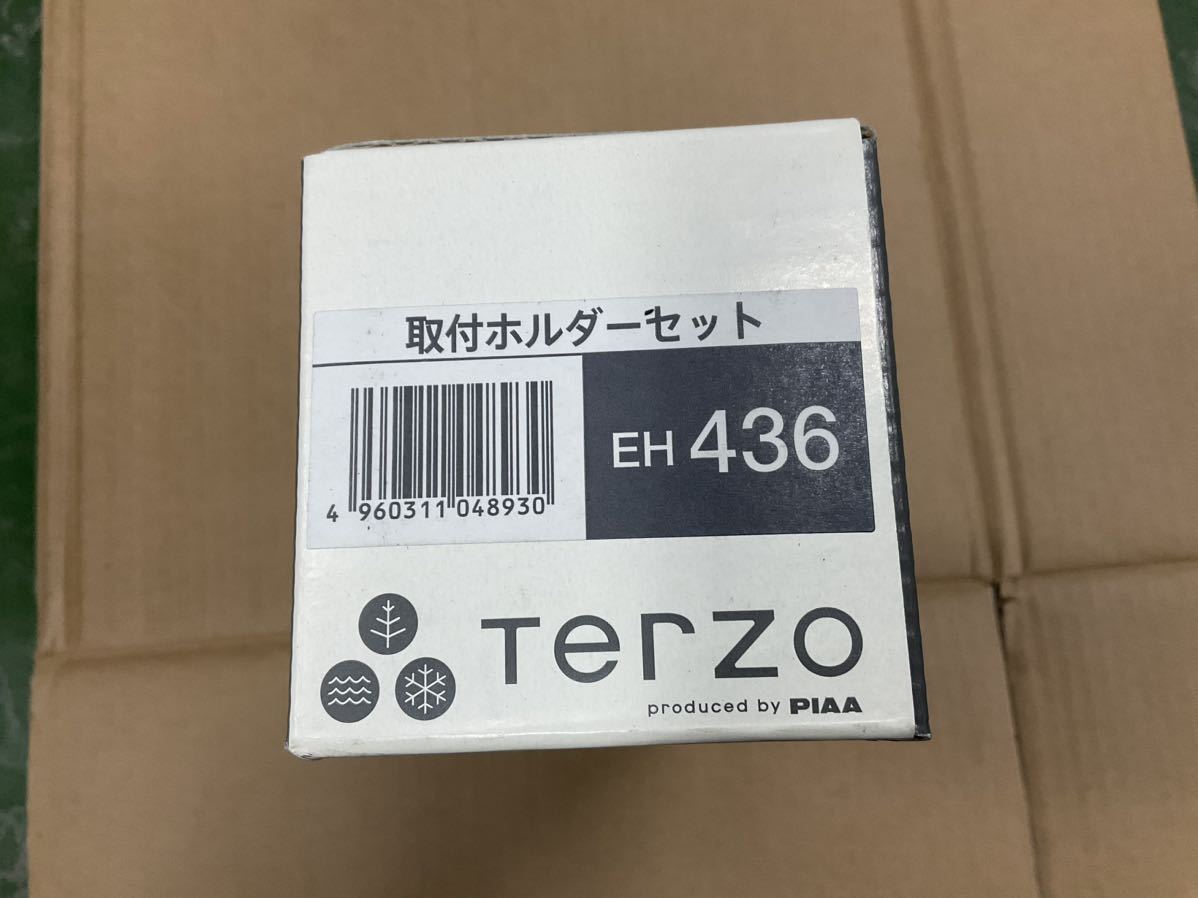 取付ホルダーセット
EH 436
4 960311 048930
Terzo
produced by PIAA